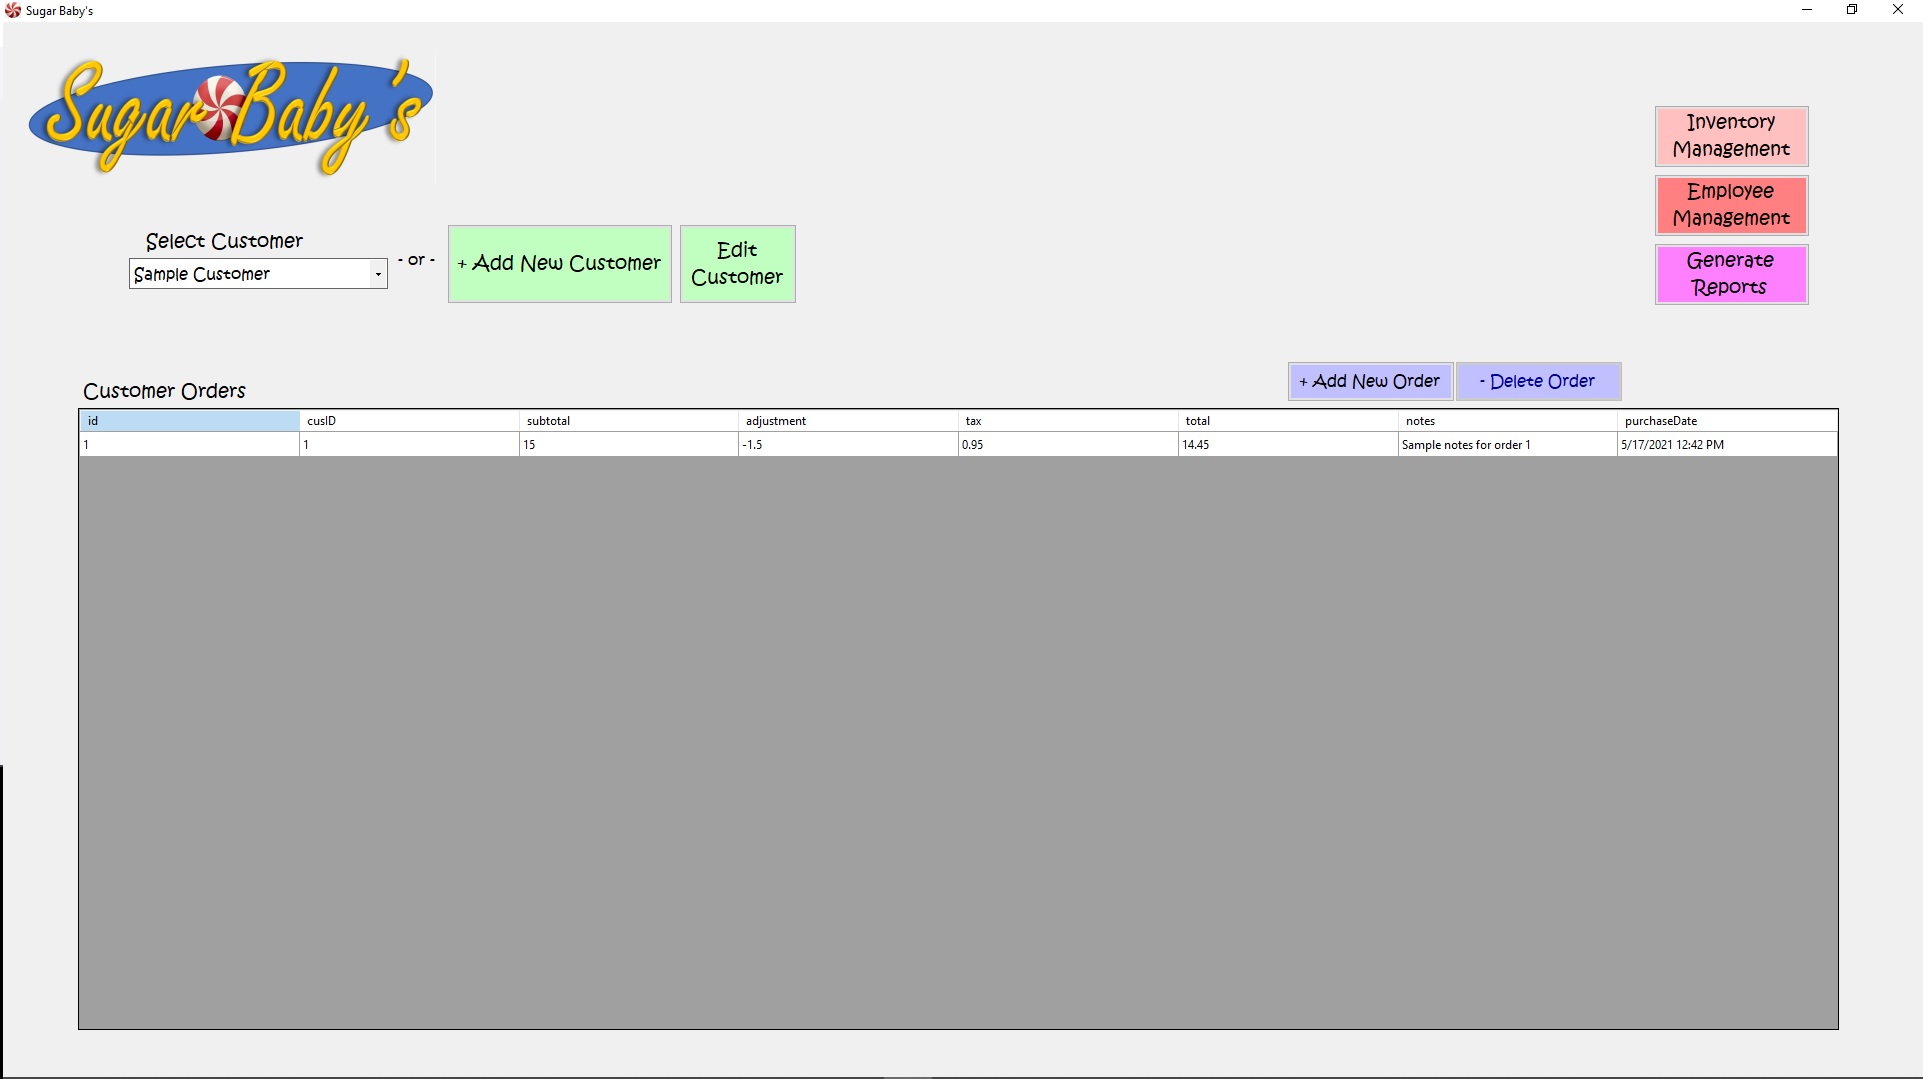 Sugar Baby's
Sugar Baby's
Inventory
Management
Employee
Management
Generate
Reports
Select Customer
Sample Customer
- or -
+ Add New Customer
Edit
Customer
+ Add New Order
- Delete Order
Customer Orders
id cusID subtotal adjustment tax total notes purchaseDate
1 1 15 -1.5 0.95 14.45 Sample notes for order 1 5/17/2021 12:42 PM